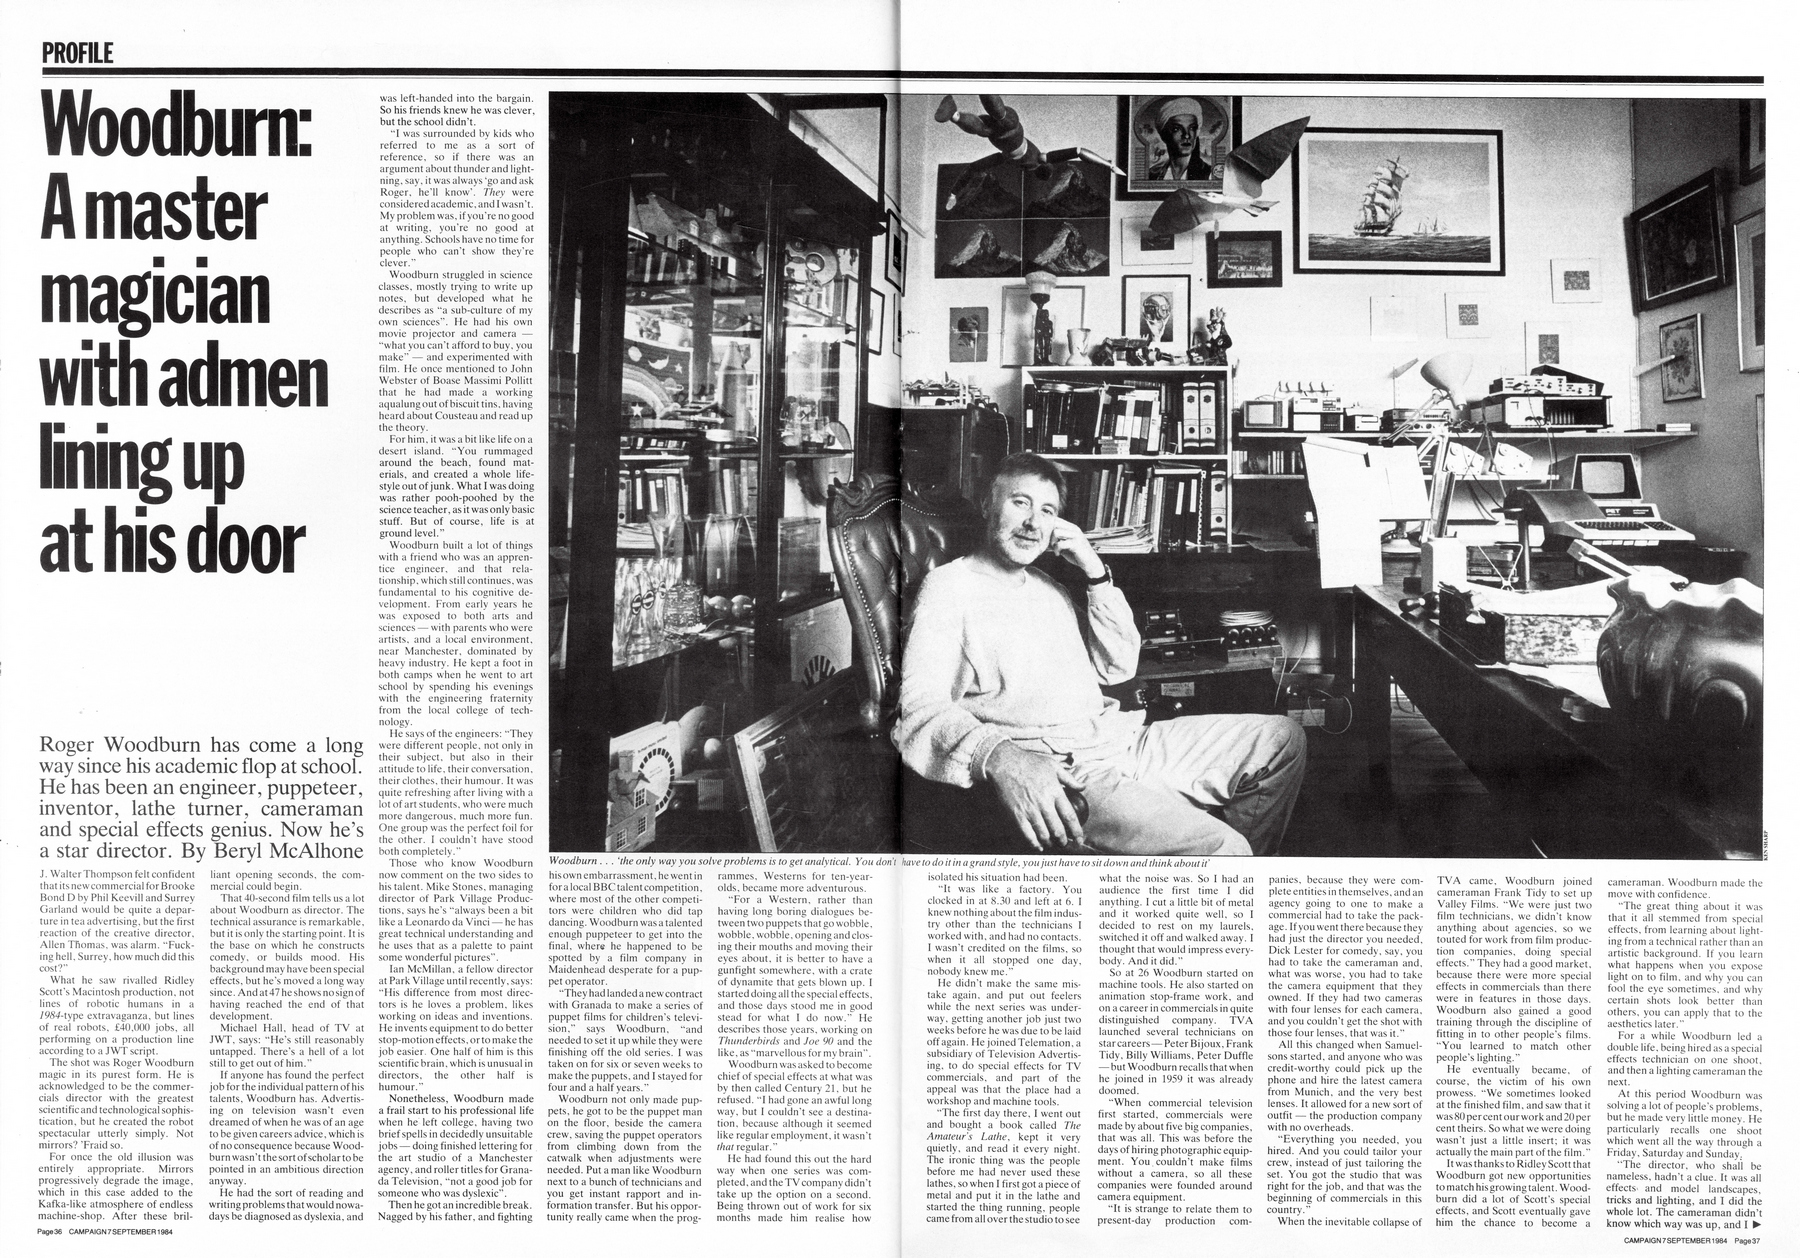 PROFILE
Woodburn:
A master
magician
with admen
lining up
at his door
Roger Woodburn has come a long
way since his academic flop at school.
He has been an engineer, puppeteer,
inventor, lathe turner, cameraman
and special effects genius. Now he's
a star director. By Beryl McAlhone
J. Walter Thompson felt confident
that its new commercial for Brooke
Bond D by Phil Keevill and Surrey
Garland would be quite a depar-
ture in tea advertising, but the first
reaction of the creative director,
Allen Thomas, was alarm. “Fuck-
ing hell, Surrey, how much did this
cost?”
What he saw rivalled Ridley
Scott's Macintosh production, not
lines of robotic humans in a
1984-type extravaganza, but lines
of real robots, £40,000 jobs, all
performing on a production line
according to a JWT script.
The shot was Roger Woodburn
magic in its purest form. He is
acknowledged to be the commer-
cials director with the greatest
scientific and technological sophis-
tication, but he created the robot
spectacular utterly simply. Not
mirrors? 'Fraid so.
For once the old illusion was
entirely appropriate. Mirrors
progressively degrade the image,
which in this case added to the
Kafka-like atmosphere of endless
machine-shop. After these bril-
liant opening seconds, the com-
mercial could begin.
That 40-second film tells us a lot
about Woodburn as director. The
technical assurance is remarkable,
but it is only the starting point. It is
the base on which he constructs
comedy, or builds mood. His
background may have been special
effects, but he's moved a long way
since. And at 47 he shows no sign of
having reached the end of that
development.
Michael Hall, head of TV at
JWT, says: “He's still reasonably
untapped. There's a hell of a lot
still to get out of him.”
If anyone has found the perfect
job for the individual pattern of his
talents, Woodburn has. Advertis-
ing on television wasn't even
dreamed of when he was of an age
to be given careers advice, which is
of no consequence because Wood-
burn wasn't the sort of scholar to be
pointed in an ambitious direction
anyway.
He had the sort of reading and
writing problems that would nowa-
days be diagnosed as dyslexia, and
was left-handed into the bargain.
So his friends knew he was clever,
but the school didn't.
“I was surrounded by kids who
referred to me as a sort of
reference, so if there was an
argument about thunder and light-
ning, say, it was always ‘go and ask
Roger, he'll know’. They were
considered academic, and I wasn't.
My problem was, if you're no good
at writing, you're no good at
anything. Schools have no time for
people who can't show they're
clever.”
Woodburn struggled in science
classes, mostly trying to write up
notes, but developed what he
describes as “a sub-culture of my
own sciences”. He had his own
movie projector and camera —
“what you can't afford to buy, you
make” — and experimented with
film. He once mentioned to John
Webster of Boase Massimi Pollitt
that he had made a working
aqualung out of biscuit tins, having
heard about Cousteau and read up
the theory.
For him, it was a bit like life on a
desert island. “You rummaged
around the beach, found mat-
erials, and created a whole life-
style out of junk. What I was doing
was rather pooh-poohed by the
science teacher, as it was only basic
stuff. But of course, life is at
ground level.”
Woodburn built a lot of things
with a friend who was an appren-
tice engineer, and that rela-
tionship, which still continues, was
fundamental to his cognitive de-
velopment. From early years he
was exposed to both arts and
sciences — with parents who were
artists, and a local environment,
near Manchester, dominated by
heavy industry. He kept a foot in
both camps when he went to art
school by spending his evenings
with the engineering fraternity
from the local college of tech-
nology.
He says of the engineers: “They
were different people, not only in
their subject, but also in their
attitude to life, their conversation,
their clothes, their humour. It was
quite refreshing after living with a
lot of art students, who were much
more dangerous, much more fun.
One group was the perfect foil for
the other. I couldn't have stood
both completely.”
Those who know Woodburn
now comment on the two sides to
his talent. Mike Stones, managing
director of Park Village Produc-
tions, says he's “always been a bit
like a Leonardo da Vinci — he has
great technical understanding and
he uses that as a palette to paint
some wonderful pictures”.
Ian McMillan, a fellow director
at Park Village until recently, says:
“His difference from most direc-
tors is he loves a problem, likes
working on ideas and inventions.
He invents equipment to do better
stop-motion effects, or to make the
job easier. One half of him is this
scientific brain, which is unusual in
directors, the other half is
humour.”
Nonetheless, Woodburn made
a frail start to his professional life
when he left college, having two
brief spells in decidedly unsuitable
jobs — doing finished lettering for
the art studio of a Manchester
agency, and roller titles for Grana-
da Television, “not a good job for
someone who was dyslexic”.
Then he got an incredible break.
Nagged by his father, and fighting
Woodburn . . . ‘the only way you solve problems is to get analytical. You don't have to do it in a grand style, you just have to sit down and think about it’
KEN SHARP
PET
his own embarrassment, he went in
for a local BBC talent competition,
where most of the other competi-
tors were children who did tap
dancing. Woodburn was a talented
enough puppeteer to get into the
final, where he happened to be
spotted by a film company in
Maidenhead desperate for a pup-
pet operator.
“They had landed a new contract
with Granada to make a series of
puppet films for children's televi-
sion,” says Woodburn, “and
needed to set it up while they were
finishing off the old series. I was
taken on for six or seven weeks to
make the puppets, and I stayed for
four and a half years.”
Woodburn not only made pup-
pets, he got to be the puppet man
on the floor, beside the camera
crew, saving the puppet operators
from climbing down from the
catwalk when adjustments were
needed. Put a man like Woodburn
next to a bunch of technicians and
you get instant rapport and in-
formation transfer. But his oppor-
tunity really came when the prog-
rammes, Westerns for ten-year-
olds, became more adventurous.
“For a Western, rather than
having long boring dialogues be-
tween two puppets that go wobble,
wobble, wobble, opening and clos-
ing their mouths and moving their
eyes about, it is better to have a
gunfight somewhere, with a crate
of dynamite that gets blown up. I
started doing all the special effects,
and those days stood me in good
stead for what I do now.” He
describes those years, working on
Thunderbirds and Joe 90 and the
like, as “marvellous for my brain”.
Woodburn was asked to become
chief of special effects at what was
by then called Century 21, but he
refused. “I had gone an awful long
way, but I couldn't see a destina-
tion, because although it seemed
like regular employment, it wasn't
that regular.”
He had found this out the hard
way when one series was com-
pleted, and the TV company didn't
take up the option on a second.
Being thrown out of work for six
months made him realise how
isolated his situation had been.
“It was like a factory. You
clocked in at 8.30 and left at 6. I
knew nothing about the film indus-
try other than the technicians I
worked with, and had no contacts.
I wasn't credited on the films, so
when it all stopped one day,
nobody knew me.”
He didn't make the same mis-
take again, and put out feelers
while the next series was under-
way, getting another job just two
weeks before he was due to be laid
off again. He joined Telemation, a
subsidiary of Television Advertis-
ing, to do special effects for TV
commercials, and part of the
appeal was that the place had a
workshop and machine tools.
“The first day there, I went out
and bought a book called The
Amateur's Lathe, kept it very
quietly, and read it every night.
The ironic thing was the people
before me had never used these
lathes, so when I first got a piece of
metal and put it in the lathe and
started the thing running, people
came from all over the studio to see
what the noise was. So I had an
audience the first time I did
anything. I cut a little bit of metal
and it worked quite well, so I
decided to rest on my laurels,
switched it off and walked away. I
thought that would impress every-
body. And it did.”
So at 26 Woodburn started on
machine tools. He also started on
animation stop-frame work, and
on a career in commercials in quite
distinguished company. TVA
launched several technicians on
star careers — Peter Bijoux, Frank
Tidy, Billy Williams, Peter Duffle
— but Woodburn recalls that when
he joined in 1959 it was already
doomed.
“When commercial television
first started, commercials were
made by about five big companies,
that was all. This was before the
days of hiring photographic equip-
ment. You couldn't make films
without a camera, so all these
companies were founded around
camera equipment.
“It is strange to relate them to
present-day production com-
panies, because they were com-
plete entities in themselves, and an
agency going to one to make a
commercial had to take the pack-
age. If you went there because they
had just the director you needed,
Dick Lester for comedy, say, you
had to take the cameraman and,
what was worse, you had to take
the camera equipment that they
owned. If they had two cameras
with four lenses for each camera,
and you couldn't get the shot with
those four lenses, that was it.”
All this changed when Samuel-
sons started, and anyone who was
credit-worthy could pick up the
phone and hire the latest camera
from Munich, and the very best
lenses. It allowed for a new sort of
outfit — the production company
with no overheads.
“Everything you needed, you
hired. And you could tailor your
crew, instead of just tailoring the
set. You got the studio that was
right for the job, and that was the
beginning of commercials in this
country.”
When the inevitable collapse of
TVA came, Woodburn joined
cameraman Frank Tidy to set up
Valley Films. “We were just two
film technicians, we didn't know
anything about agencies, so we
touted for work from film produc-
tion companies, doing special
effects.” They had a good market,
because there were more special
effects in commercials than there
were in features in those days.
Woodburn also gained a good
training through the discipline of
fitting in to other people's films.
“You learned to match other
people's lighting.”
He eventually became, of
course, the victim of his own
prowess. “We sometimes looked
at the finished film, and saw that it
was 80 per cent our work and 20 per
cent theirs. So what we were doing
wasn't just a little insert; it was
actually the main part of the film.”
It was thanks to Ridley Scott that
Woodburn got new opportunities
to match his growing talent. Wood-
burn did a lot of Scott's special
effects, and Scott eventually gave
him the chance to become a
cameraman. Woodburn made the
move with confidence.
“The great thing about it was
that it all stemmed from special
effects, from learning about light-
ing from a technical rather than an
artistic background. If you learn
what happens when you expose
light on to film, and why you can
fool the eye sometimes, and why
certain shots look better than
others, you can apply that to the
aesthetics later.”
For a while Woodburn led a
double life, being hired as a special
effects technician on one shoot,
and then a lighting cameraman the
next.
At this period Woodburn was
solving a lot of people's problems,
but he made very little money. He
particularly recalls one shoot
which went all the way through a
Friday, Saturday and Sunday.
“The director, who shall be
nameless, hadn't a clue. It was all
effects and model landscapes,
tricks and lighting, and I did the
whole lot. The cameraman didn't
know which way was up, and I ▶
Page 36 CAMPAIGN 7 SEPTEMBER 1984
CAMPAIGN 7 SEPTEMBER 1984 Page 37